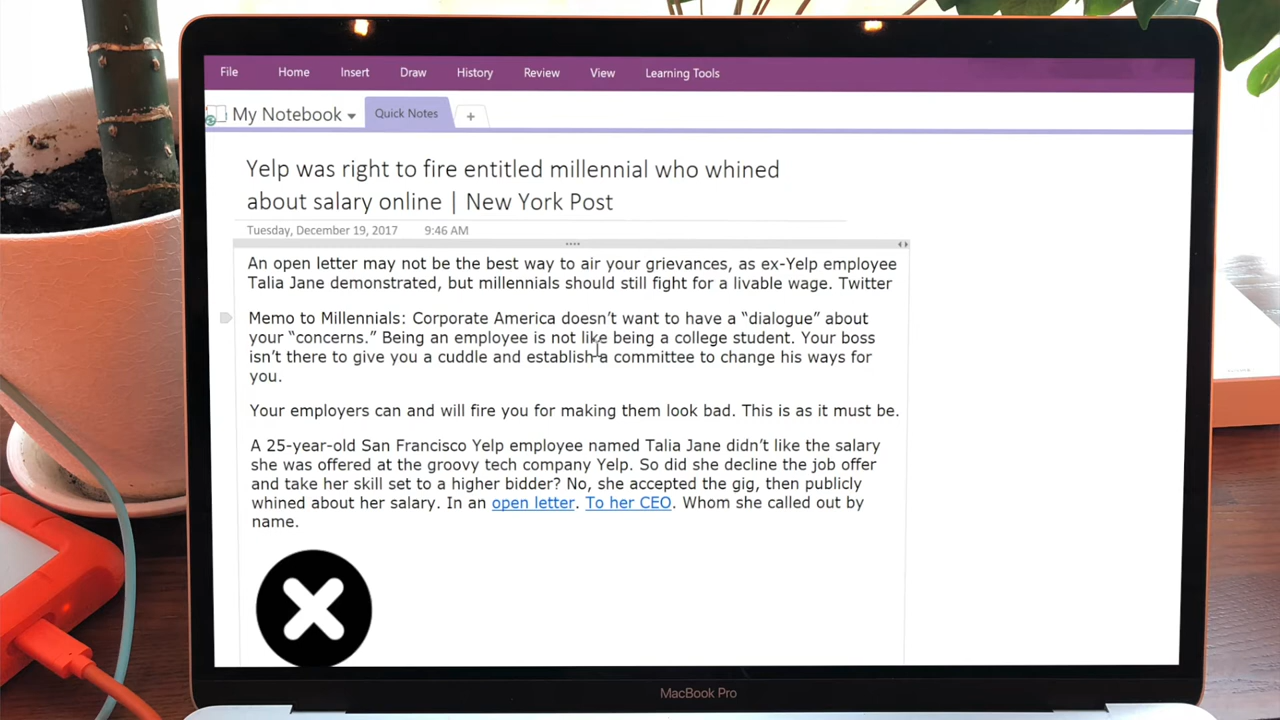 File Home Insert Draw History Review View Learning Tools
My Notebook Quick Notes +
Yelp was right to fire entitled millennial who whined
about salary online | New York Post
Tuesday, December 19, 2017 9:46 AM
An open letter may not be the best way to air your grievances, as ex-Yelp employee
Talia Jane demonstrated, but millennials should still fight for a livable wage. Twitter
Memo to Millennials: Corporate America doesn’t want to have a “dialogue” about
your “concerns.” Being an employee is not like being a college student. Your boss
isn’t there to give you a cuddle and establish a committee to change his ways for
you.
Your employers can and will fire you for making them look bad. This is as it must be.
A 25-year-old San Francisco Yelp employee named Talia Jane didn’t like the salary
she was offered at the groovy tech company Yelp. So did she decline the job offer
and take her skill set to a higher bidder? No, she accepted the gig, then publicly
whined about her salary. In an open letter. To her CEO. Whom she called out by
name.
MacBook Pro